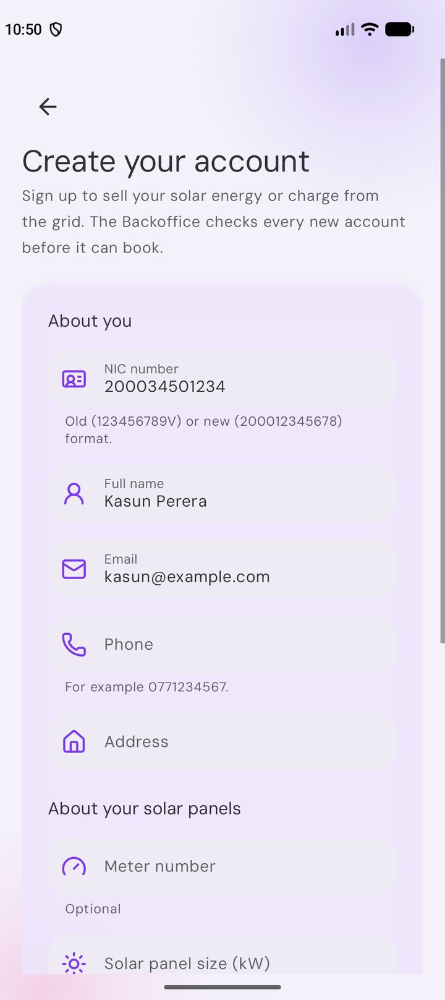 10:50
Create your account
Sign up to sell your solar energy or charge from
the grid. The Backoffice checks every new account
before it can book.
About you
NIC number
200034501234
Old (123456789V) or new (200012345678)
format.
Full name
Kasun Perera
Email
kasun@example.com
Phone
For example 0771234567.
Address
About your solar panels
Meter number
Optional
Solar panel size (kW)